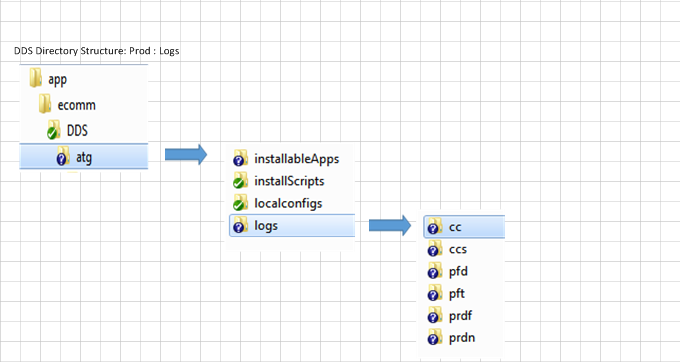 DDS Directory Structure: Prod : Logs
app
ecomm
DDS
atg
installableApps
installScripts
localconfigs
logs
cc
ccs
pfd
pft
prdf
prdn